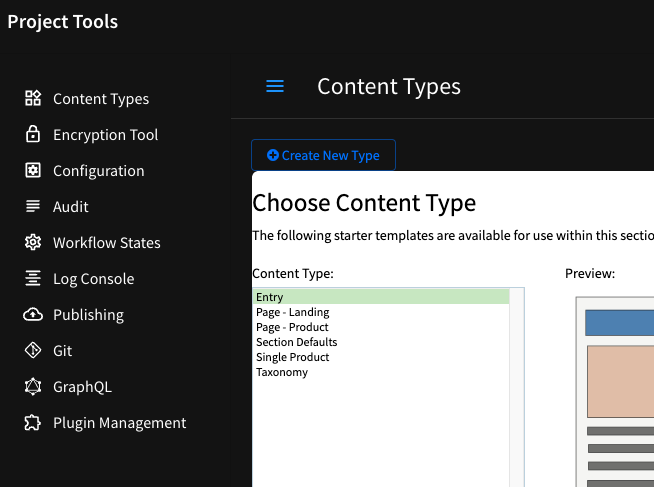 Project Tools
Content Types
Encryption Tool
Configuration
Audit
Workflow States
Log Console
Publishing
Git
GraphQL
Plugin Management
Content Types
Create New Type
Choose Content Type
The following starter templates are available for use within this
Content Type:
Entry
Page - Landing
Page - Product
Section Defaults
Single Product
Taxonomy
Preview: